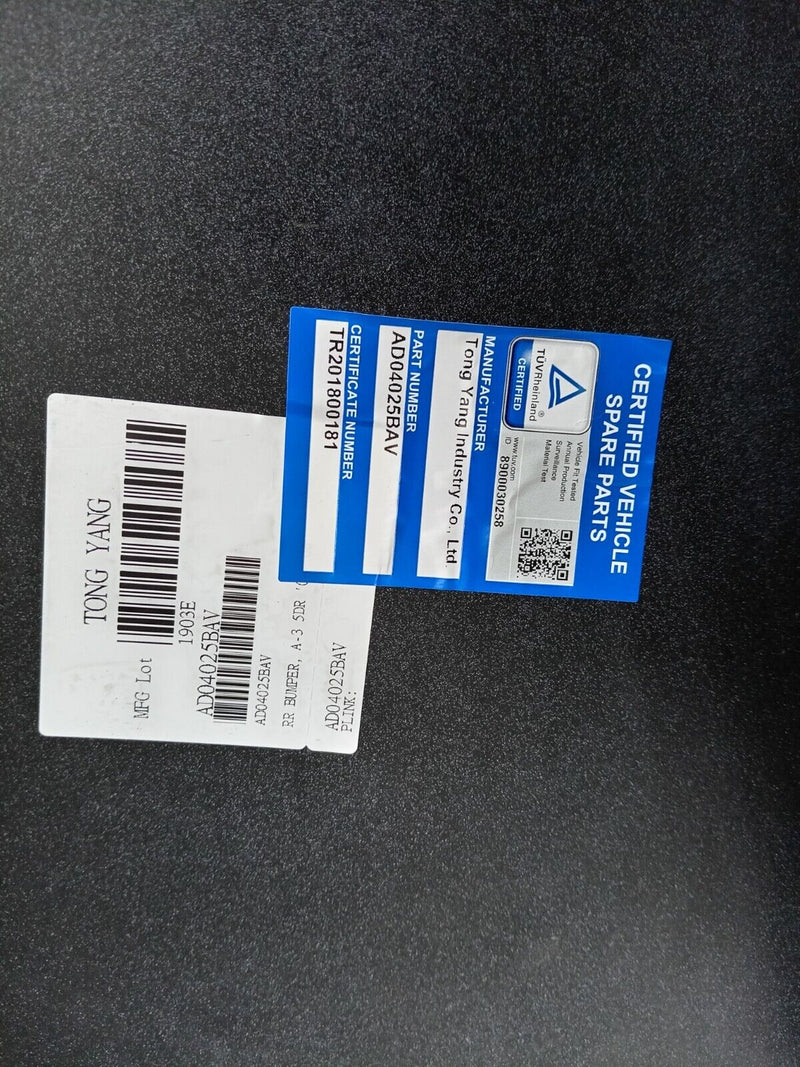 CERTIFIED VEHICLE
SPARE PARTS
TÜVRheinland®
CERTIFIED
Vehicle Fit Tested
Annual Production
Surveillance
Material Test
www.tuv.com
ID 8900030258
MANUFACTURER
Tong Yang Industry Co., Ltd
PART NUMBER
AD04025BAV
CERTIFICATE NUMBER
TR201800181
TONG YANG
MFG Lot 1903E
AD04025BAV
AD04025BAV
RR BUMPER, A-3 5DR
AD04025BAV
PLINK: